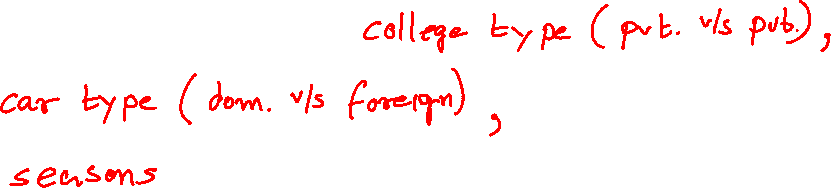 college type (pvt. v/s pub.),
car type (dom. v/s foreign),
seasons